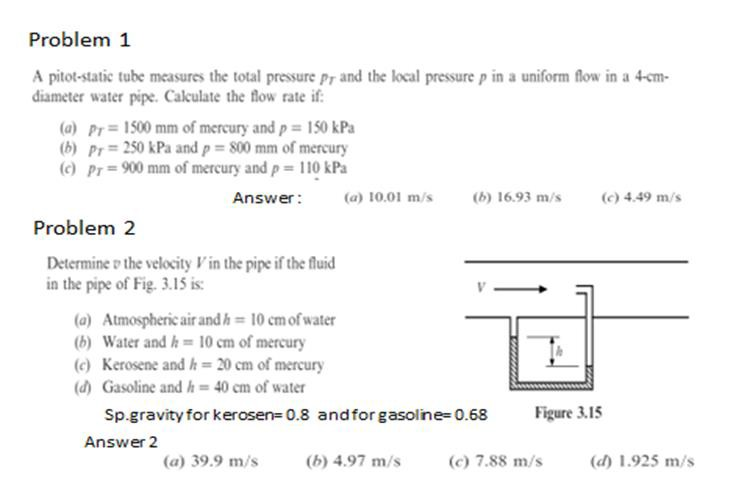 Problem 1
A pitot-static tube measures the total pressure pT and the local pressure p in a uniform flow in a 4-cm-
diameter water pipe. Calculate the flow rate if:
(a) pT = 1500 mm of mercury and p = 150 kPa
(b) pT = 250 kPa and p = 800 mm of mercury
(c) pT = 900 mm of mercury and p = 110 kPa
Answer: (a) 10.01 m/s (b) 16.93 m/s (c) 4.49 m/s
Problem 2
Determine v the velocity V in the pipe if the fluid
in the pipe of Fig. 3.15 is:
(a) Atmospheric air and h = 10 cm of water
(b) Water and h = 10 cm of mercury
(c) Kerosene and h = 20 cm of mercury
(d) Gasoline and h = 40 cm of water
V
h
Sp.gravity for kerosen= 0.8 and for gasoline= 0.68
Figure 3.15
Answer 2
(a) 39.9 m/s (b) 4.97 m/s (c) 7.88 m/s (d) 1.925 m/s